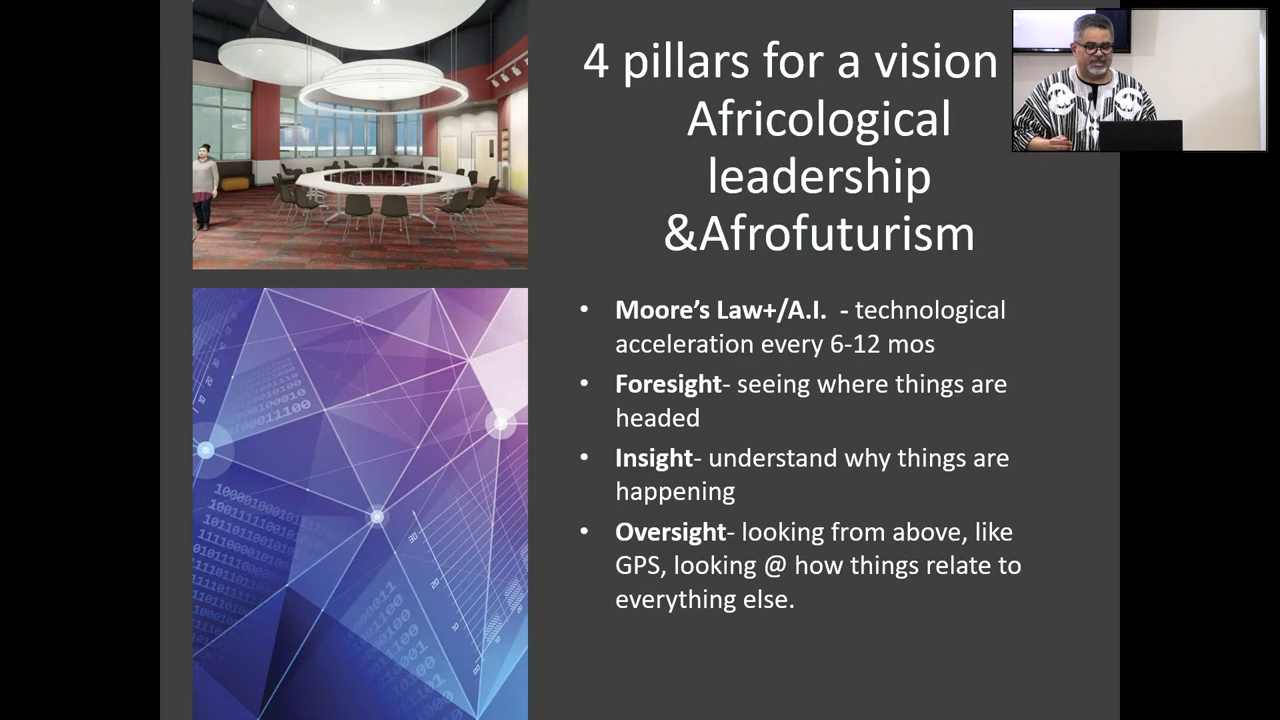 4 pillars for a vision
Africological
leadership
&Afrofuturism
• Moore's Law+/A.I.  - technological
acceleration every 6-12 mos
• Foresight- seeing where things are
headed
• Insight- understand why things are
happening
• Oversight- looking from above, like
GPS, looking @ how things relate to
everything else.